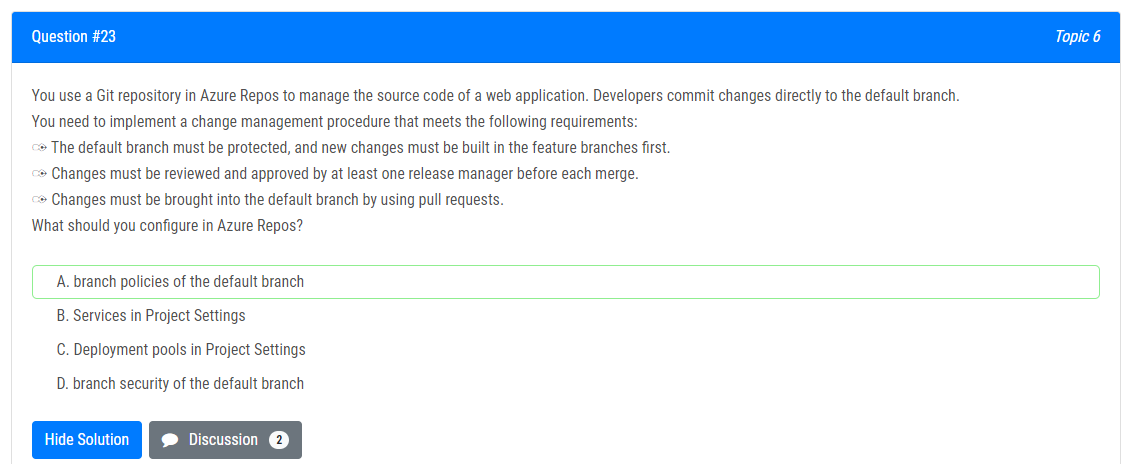 Question #23
Topic 6
You use a Git repository in Azure Repos to manage the source code of a web application. Developers commit changes directly to the default branch.
You need to implement a change management procedure that meets the following requirements:
The default branch must be protected, and new changes must be built in the feature branches first.
Changes must be reviewed and approved by at least one release manager before each merge.
Changes must be brought into the default branch by using pull requests.
What should you configure in Azure Repos?
A. branch policies of the default branch
B. Services in Project Settings
C. Deployment pools in Project Settings
D. branch security of the default branch
Hide Solution
Discussion 2